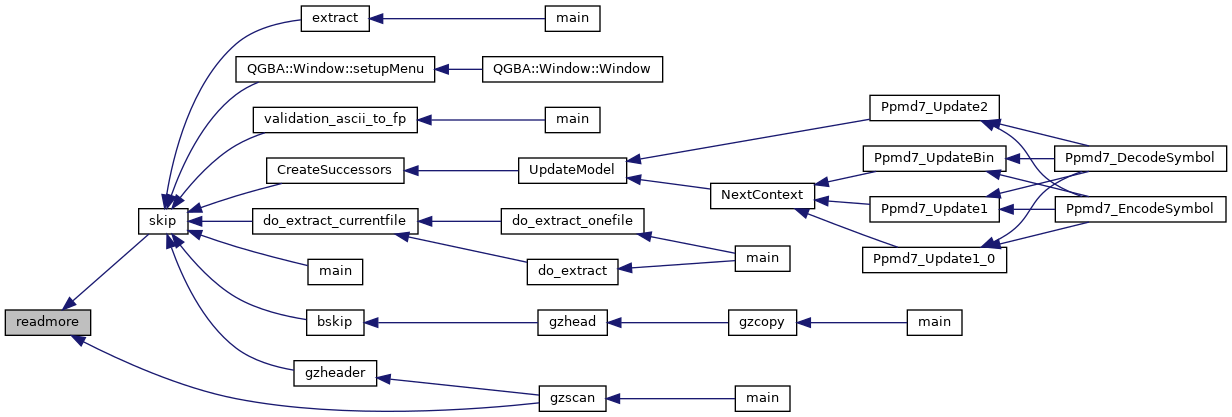 extract
main
QGBA::Window::setupMenu
QGBA::Window::Window
validation_ascii_to_fp
main
Ppmd7_Update2
CreateSuccessors
UpdateModel
Ppmd7_UpdateBin
Ppmd7_DecodeSymbol
NextContext
Ppmd7_Update1
Ppmd7_EncodeSymbol
skip
do_extract_currentfile
do_extract_onefile
Ppmd7_Update1_0
main
do_extract
main
readmore
bskip
gzhead
gzcopy
main
gzheader
gzscan
main